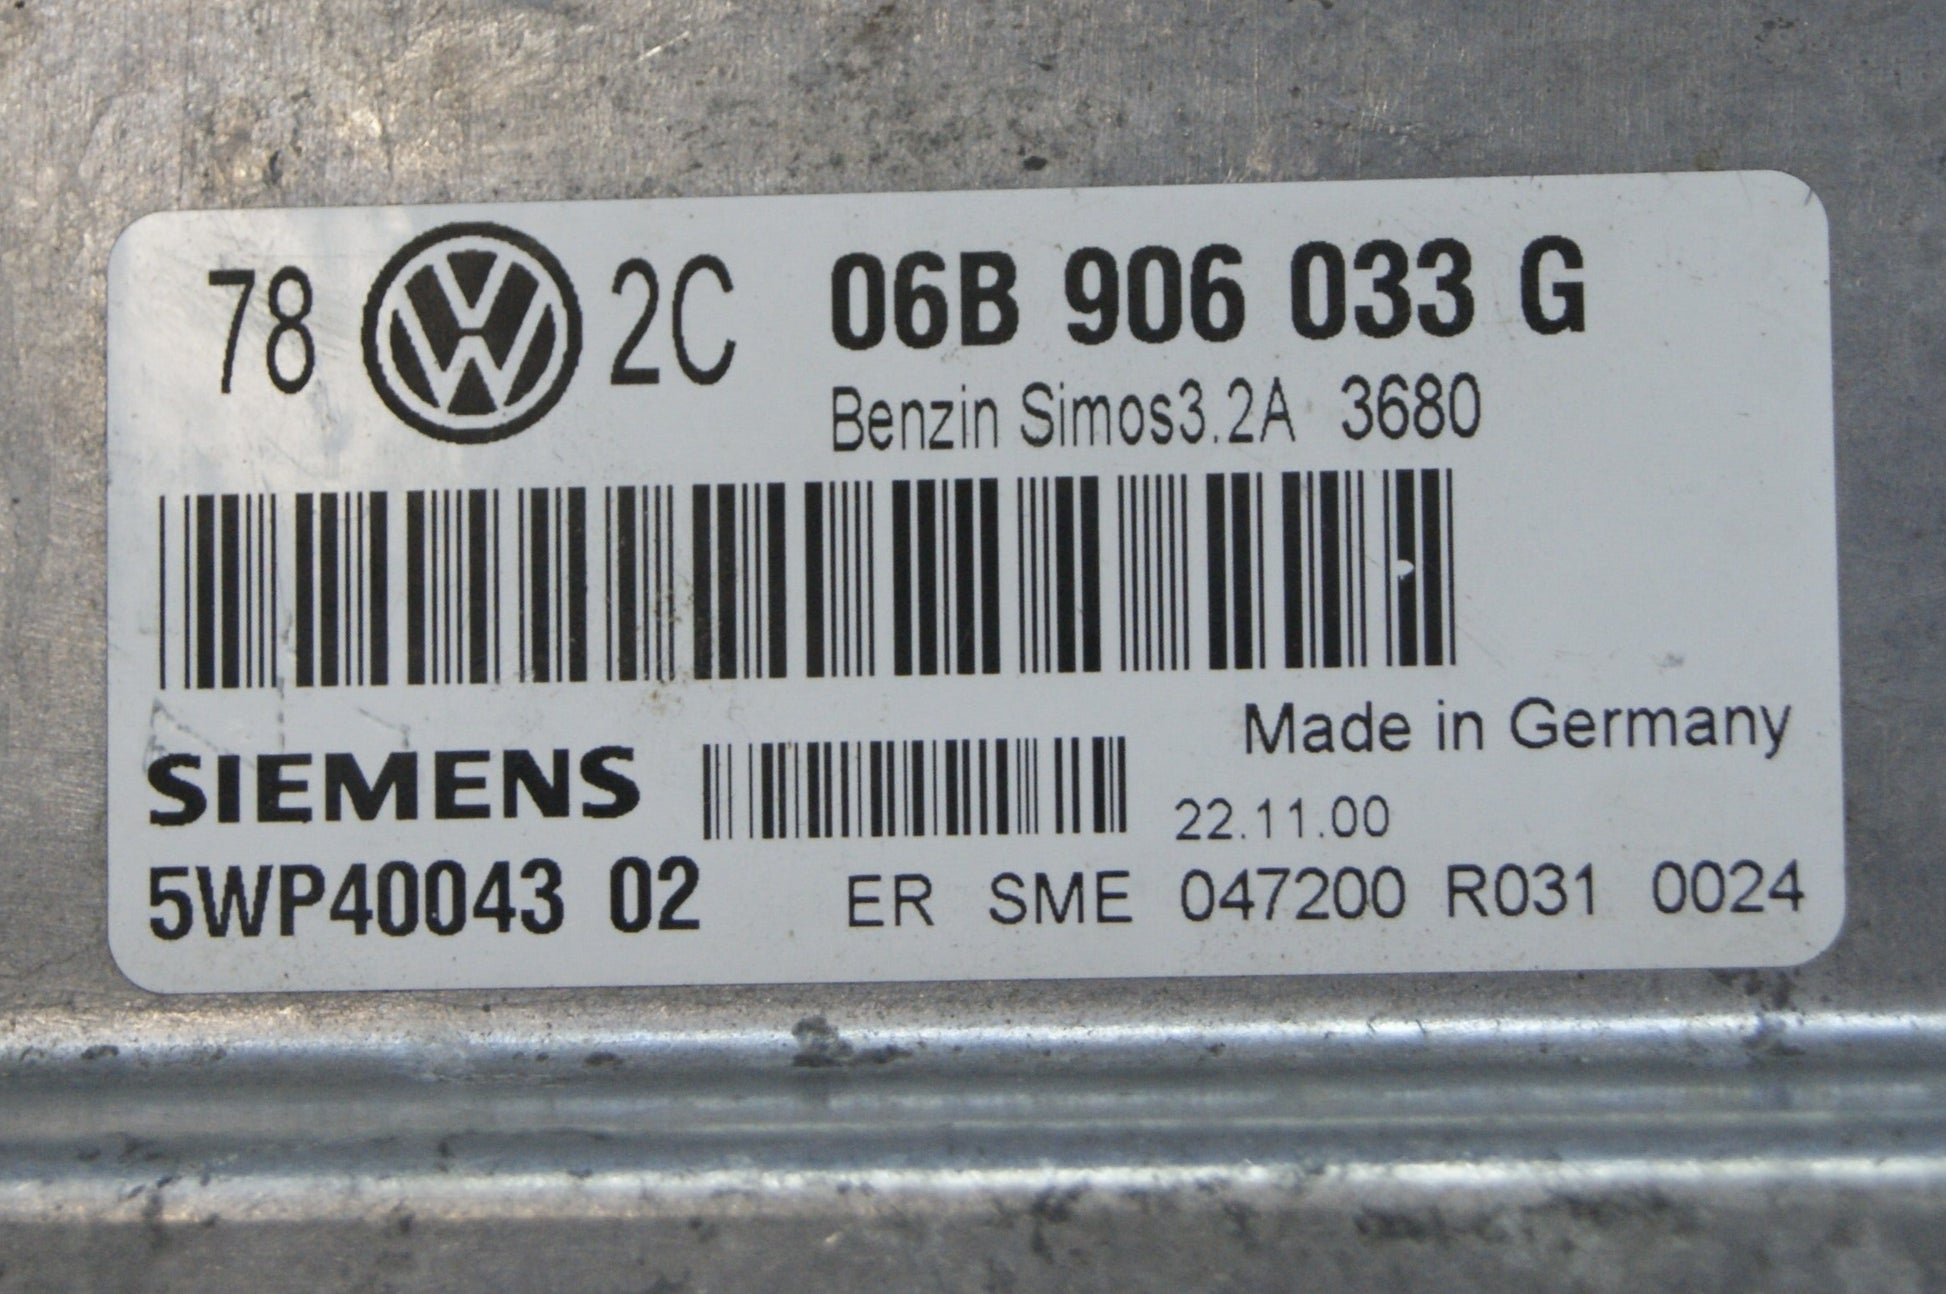 78 VW 2C 06B 906 033 G
Benzin Simos3.2A 3680
Made in Germany
SIEMENS 22.11.00
5WP40043 02 ER SME 047200 R031 0024